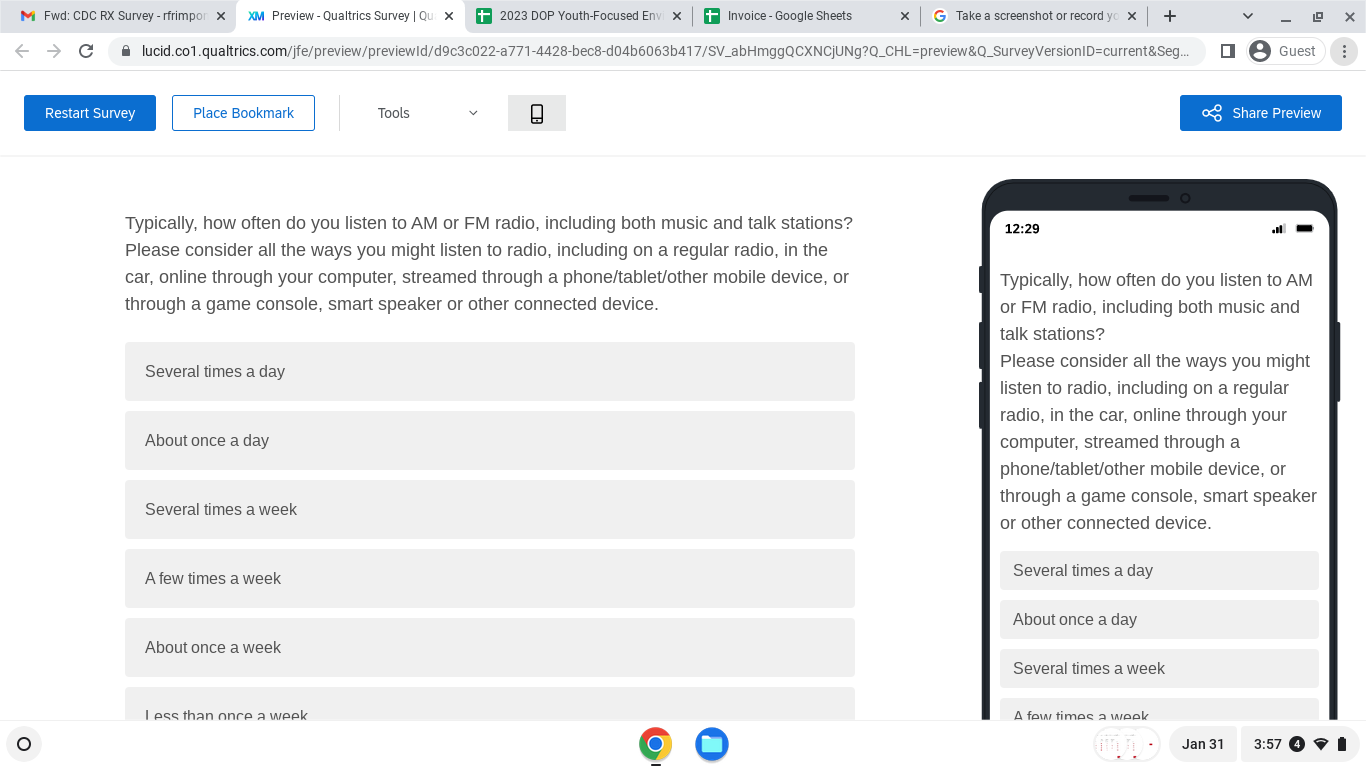 Fwd: CDC RX Survey - rfrimpor
Preview - Qualtrics Survey | Qu
2023 DOP Youth-Focused Envi
Invoice - Google Sheets
Take a screenshot or record yo
lucid.co1.qualtrics.com/jfe/preview/previewId/d9c3c022-a771-4428-bec8-d04b6063b417/SV_abHmggQCXNCjUNg?Q_CHL=preview&Q_SurveyVersionID=current&Seg...
Guest
Restart Survey
Place Bookmark
Tools
Share Preview
Typically, how often do you listen to AM or FM radio, including both music and talk stations?
Please consider all the ways you might listen to radio, including on a regular radio, in the
car, online through your computer, streamed through a phone/tablet/other mobile device, or
through a game console, smart speaker or other connected device.
Several times a day
About once a day
Several times a week
A few times a week
About once a week
Less than once a week
12:29
Typically, how often do you listen to AM
or FM radio, including both music and
talk stations?
Please consider all the ways you might
listen to radio, including on a regular
radio, in the car, online through your
computer, streamed through a
phone/tablet/other mobile device, or
through a game console, smart speaker
or other connected device.
Several times a day
About once a day
Several times a week
A few times a week
Jan 31
3:57
4